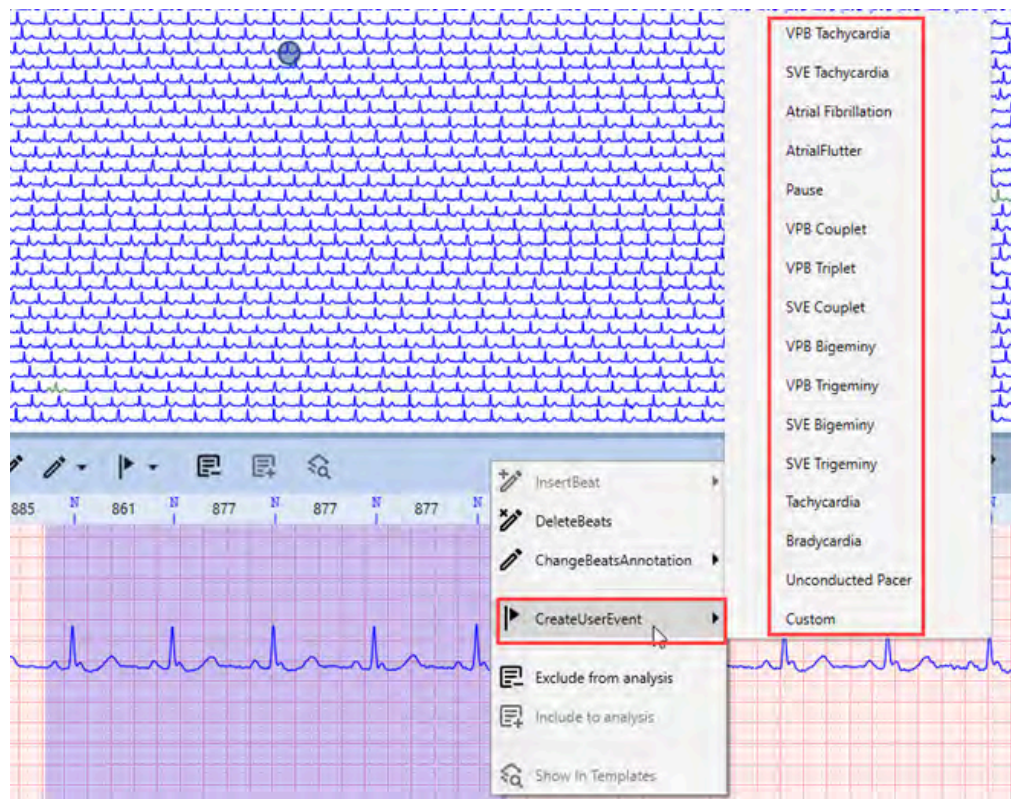 VPB Tachycardia
SVE Tachycardia
Atrial Fibrillation
AtrialFlutter
Pause
VPB Couplet
VPB Triplet
SVE Couplet
VPB Bigeminy
VPB Trigeminy
SVE Bigeminy
SVE Trigeminy
Tachycardia
Bradycardia
Unconducted Pacer
Custom
885 N 861 N 877 N 877 N 877 N
InsertBeat
DeleteBeats
ChangeBeatsAnnotation
CreateUserEvent
Exclude from analysis
Include to analysis
Show In Templates